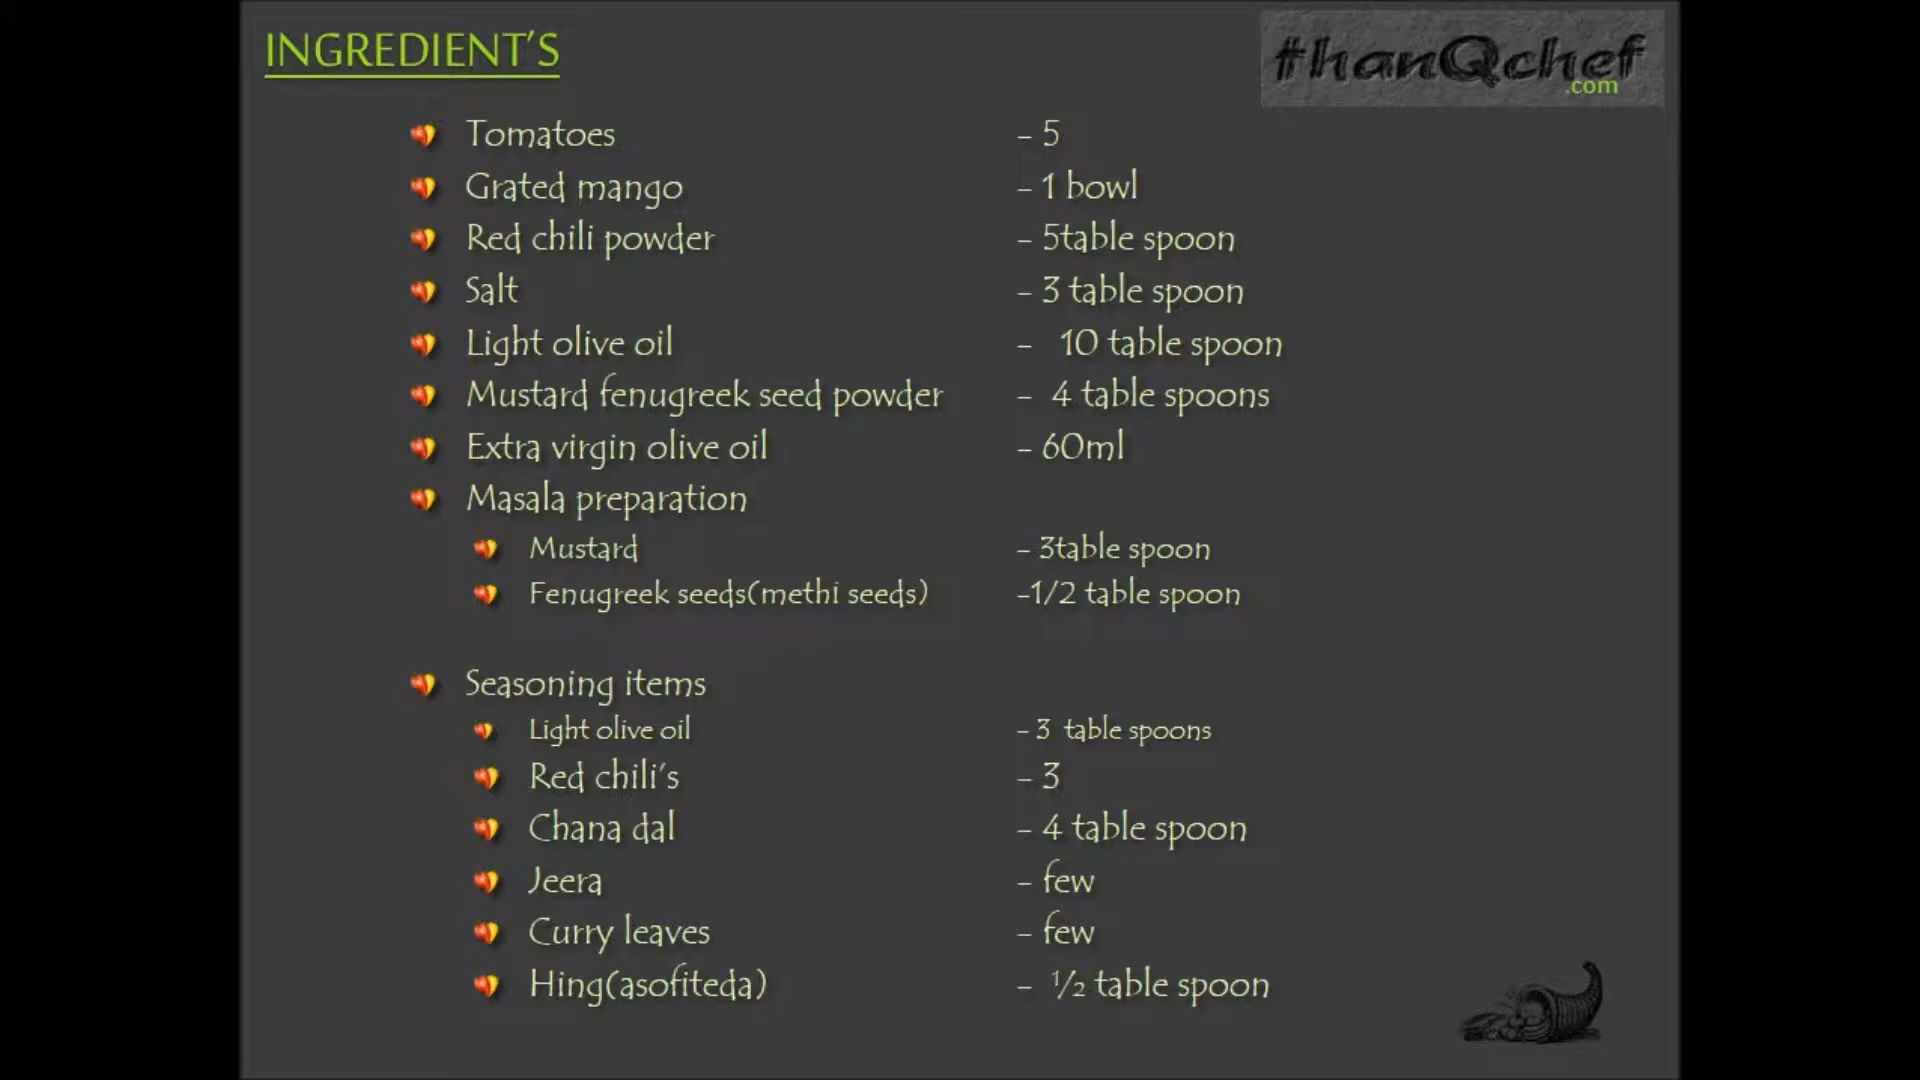 INGREDIENT'S
thanQchef
.com
Tomatoes - 5
Grated mango - 1 bowl
Red chili powder - 5table spoon
Salt - 3 table spoon
Light olive oil - 10 table spoon
Mustard fenugreek seed powder - 4 table spoons
Extra virgin olive oil - 60ml
Masala preparation
Mustard - 3table spoon
Fenugreek seeds(methi seeds) -1/2 table spoon
Seasoning items
Light olive oil - 3 table spoons
Red chili's - 3
Chana dal - 4 table spoon
Jeera - few
Curry leaves - few
Hing(asofiteda) - ½ table spoon